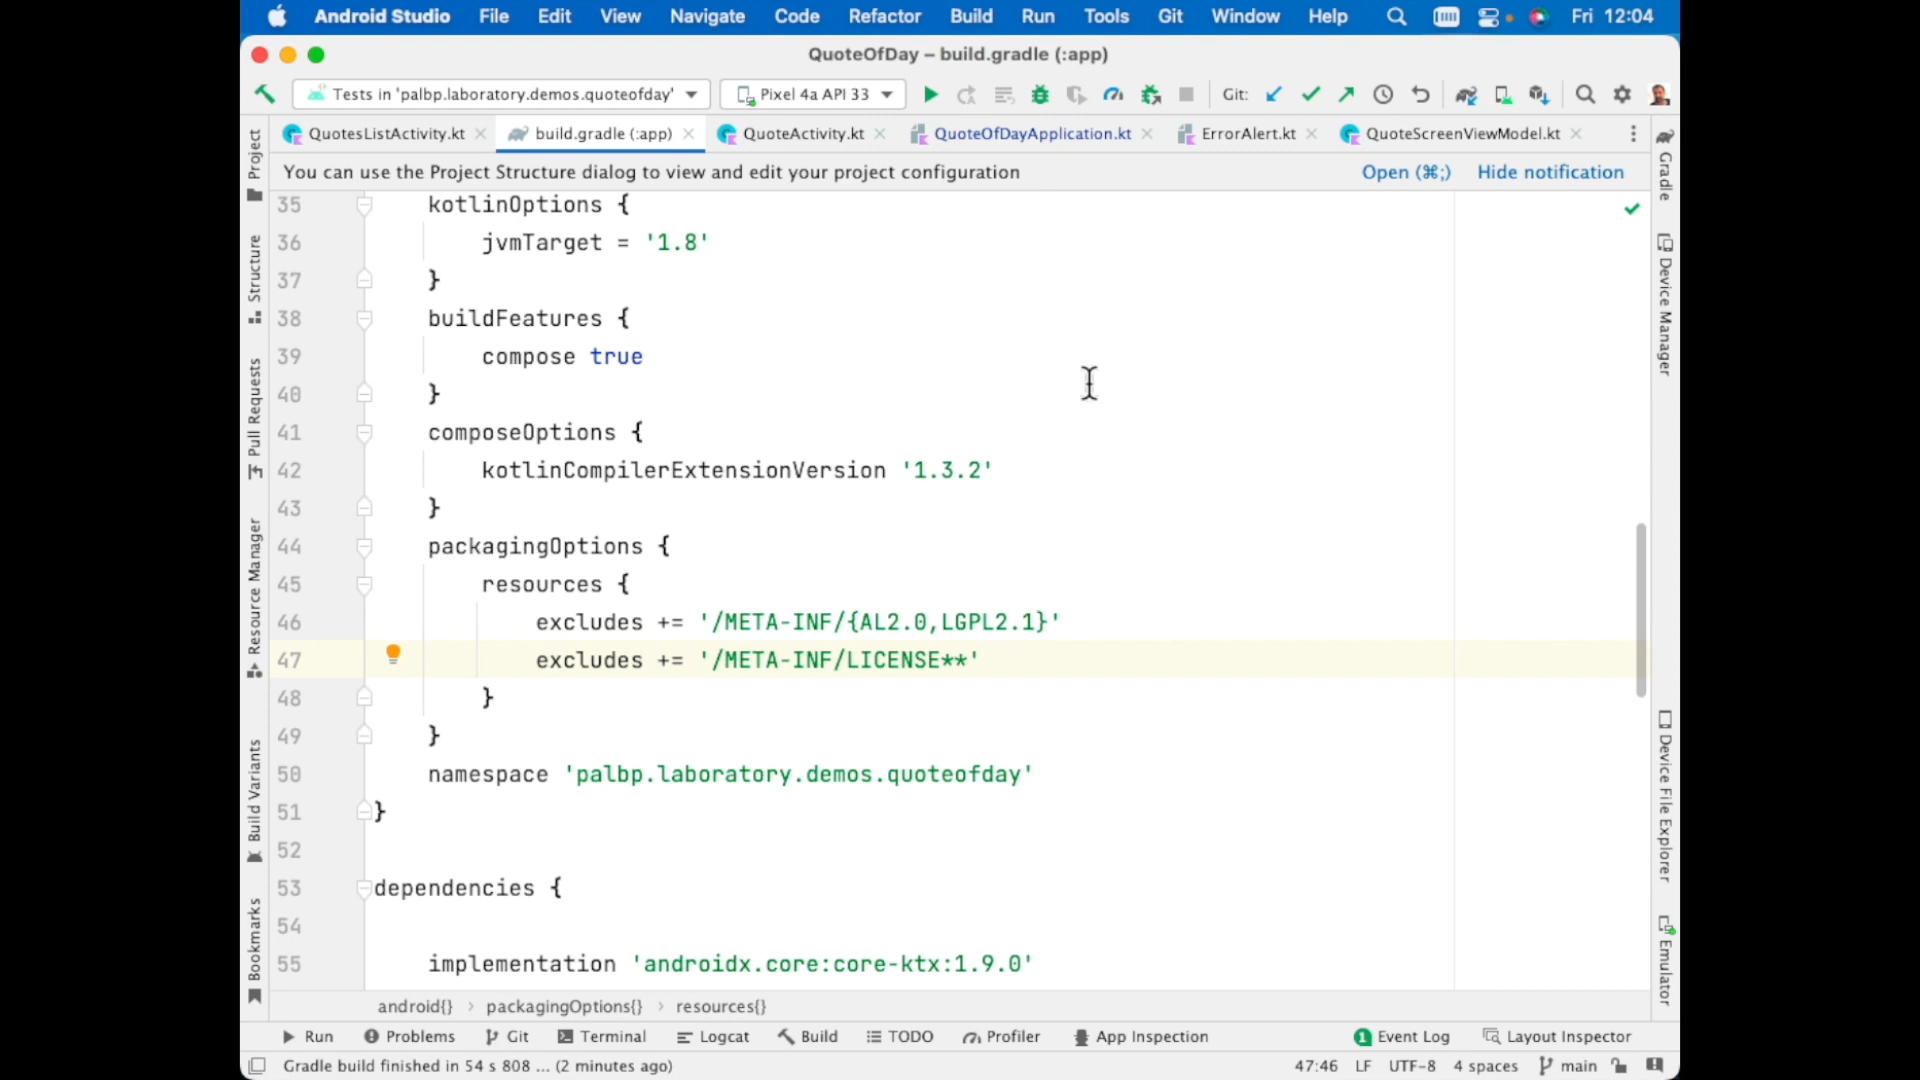 Android Studio File Edit View Navigate Code Refactor Build Run Tools Git Window Help Fri 12:04
QuoteOfDay – build.gradle (:app)
Tests in 'palbp.laboratory.demos.quoteofday' Pixel 4a API 33 Git:
QuotesListActivity.kt build.gradle (:app) QuoteActivity.kt QuoteOfDayApplication.kt ErrorAlert.kt QuoteScreenViewModel.kt
You can use the Project Structure dialog to view and edit your project configuration Open (⌘;) Hide notification
35 kotlinOptions {
36 jvmTarget = '1.8'
37 }
38 buildFeatures {
39 compose true
40 }
41 composeOptions {
42 kotlinCompilerExtensionVersion '1.3.2'
43 }
44 packagingOptions {
45 resources {
46 excludes += '/META-INF/{AL2.0,LGPL2.1}'
47 excludes += '/META-INF/LICENSE**'
48 }
49 }
50 namespace 'palbp.laboratory.demos.quoteofday'
51 }
52
53 dependencies {
54
55 implementation 'androidx.core:core-ktx:1.9.0'
Project
Structure
Pull Requests
Resource Manager
Build Variants
Bookmarks
Gradle
Device Manager
Device File Explorer
Emulator
android{} › packagingOptions{} › resources{}
Run Problems Git Terminal Logcat Build TODO Profiler App Inspection 1 Event Log Layout Inspector
Gradle build finished in 54 s 808 ... (2 minutes ago) 47:46 LF UTF-8 4 spaces main